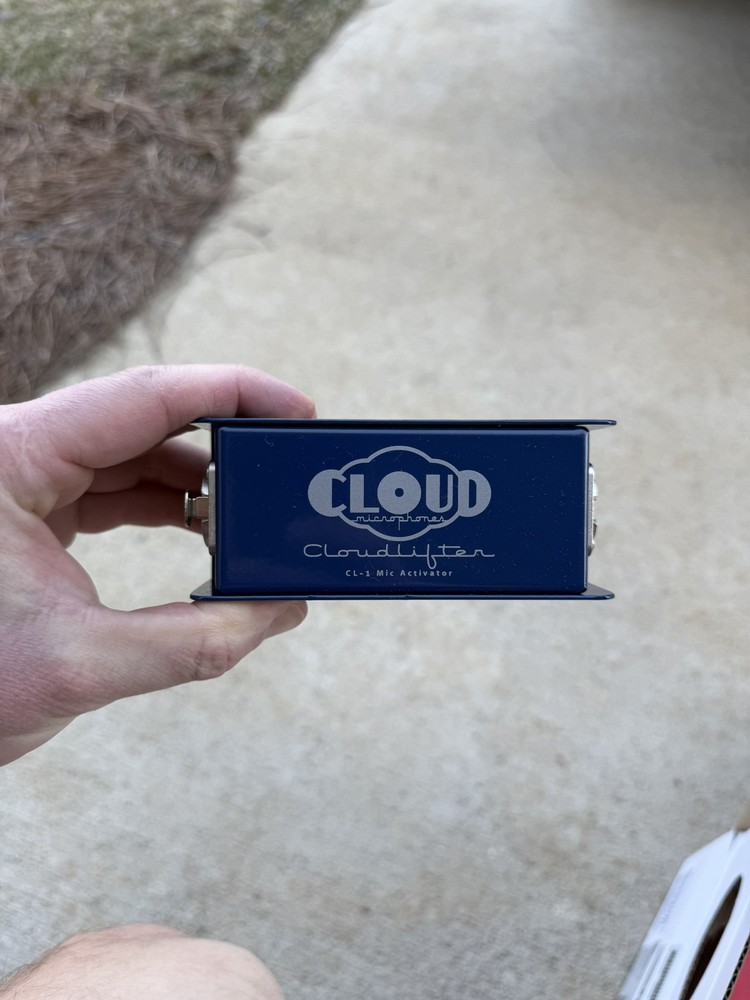 CLOUD
microphones
Cloudlifter
CL-1 Mic Activator